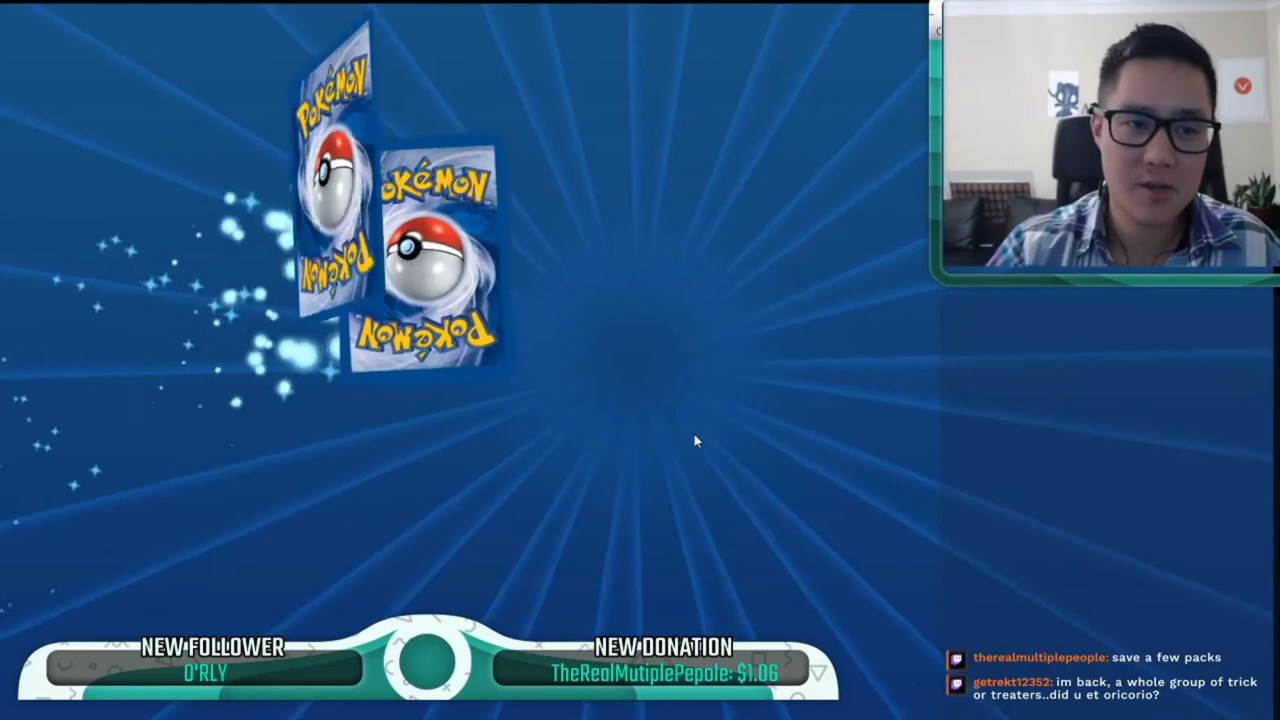 POKéMON
POKéMON
POKéMON
POKéMON
NEW FOLLOWER
O'RLY
NEW DONATION
TheRealMutiplePepole: $1.06
therealmultiplepeople: save a few packs
getrekt12352: im back, a whole group of trick
or treaters..did u et oricorio?